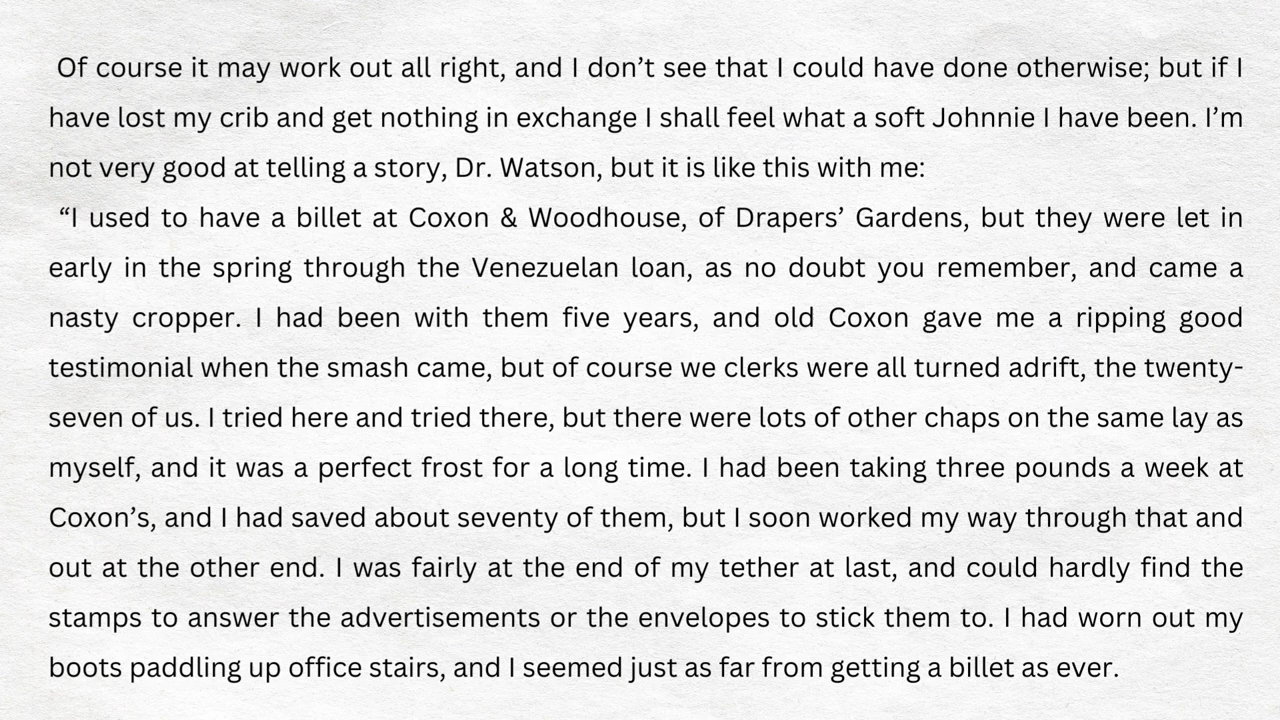 Of course it may work out all right, and I don’t see that I could have done otherwise; but if I
have lost my crib and get nothing in exchange I shall feel what a soft Johnnie I have been. I’m
not very good at telling a story, Dr. Watson, but it is like this with me:
“I used to have a billet at Coxon & Woodhouse, of Drapers’ Gardens, but they were let in
early in the spring through the Venezuelan loan, as no doubt you remember, and came a
nasty cropper. I had been with them five years, and old Coxon gave me a ripping good
testimonial when the smash came, but of course we clerks were all turned adrift, the twenty-
seven of us. I tried here and tried there, but there were lots of other chaps on the same lay as
myself, and it was a perfect frost for a long time. I had been taking three pounds a week at
Coxon’s, and I had saved about seventy of them, but I soon worked my way through that and
out at the other end. I was fairly at the end of my tether at last, and could hardly find the
stamps to answer the advertisements or the envelopes to stick them to. I had worn out my
boots paddling up office stairs, and I seemed just as far from getting a billet as ever.